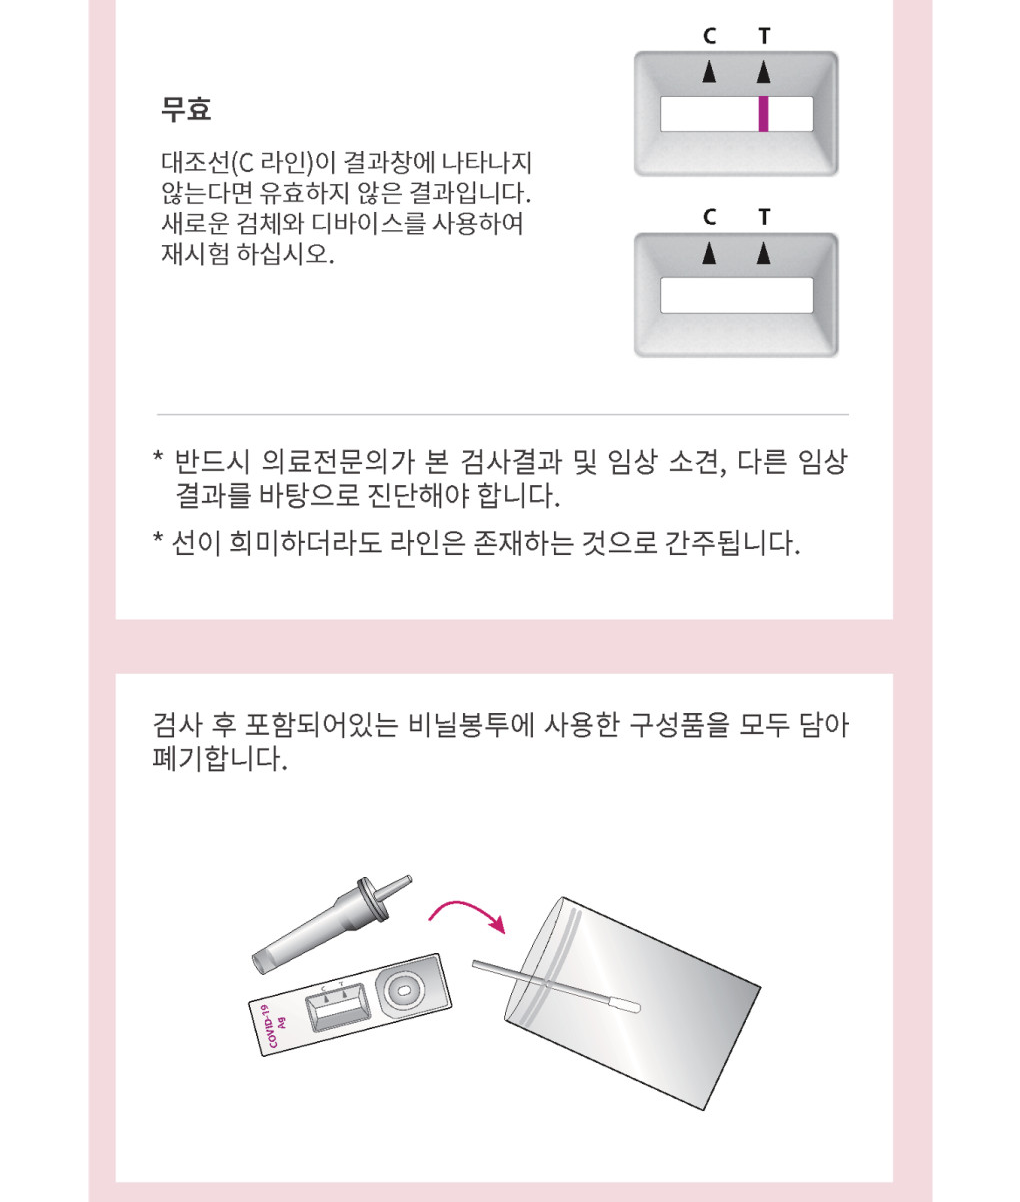 C T
무효
대조선(C 라인)이 결과창에 나타나지
않는다면 유효하지 않은 결과입니다.
새로운 검체와 디바이스를 사용하여
재시험 하십시오.
C T
* 반드시 의료전문의가 본 검사결과 및 임상 소견, 다른 임상
결과를 바탕으로 진단해야 합니다.
* 선이 희미하더라도 라인은 존재하는 것으로 간주됩니다.
검사 후 포함되어있는 비닐봉투에 사용한 구성품을 모두 담아
폐기합니다.
C T
COVID-19
Ag